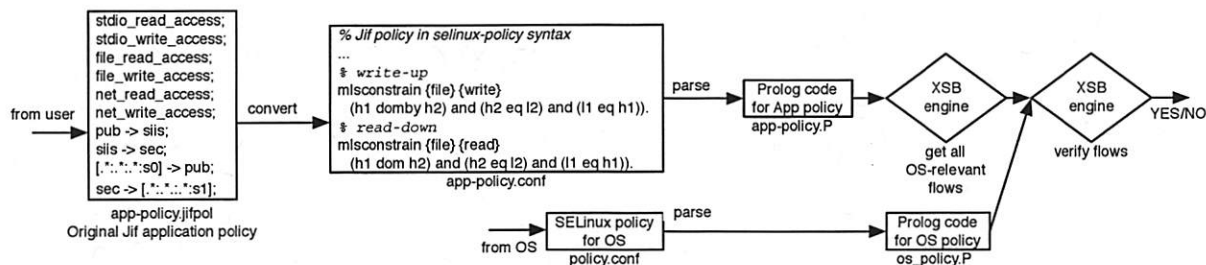 from user
stdio_read_access;
stdio_write_access;
file_read_access;
file_write_access;
net_read_access;
net_write_access;
pub -> siis;
siis -> sec;
[.*:.*:.*:s0] -> pub;
sec -> [.*:.*.:.*:s1];
app-policy.jifpol
Original Jif application policy
convert
% Jif policy in selinux-policy syntax
...
% write-up
mlsconstrain {file} {write}
(h1 domby h2) and (h2 eq l2) and (l1 eq h1)).
% read-down
mlsconstrain {file} {read}
(h1 dom h2) and (h2 eq l2) and (l1 eq h1)).
app-policy.conf
parse
Prolog code
for App policy
app-policy.P
XSB
engine
get all
OS-relevant
flows
XSB
engine
verify flows
YES/NO
from OS
SELinux policy
for OS
policy.conf
parse
Prolog code
for OS policy
os_policy.P